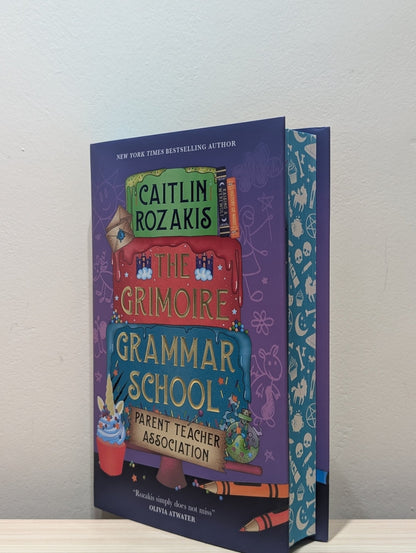 NEW YORK TIMES BESTSELLING AUTHOR
CAITLIN
ROZAKIS
THE
GRIMOIRE
GRAMMAR
SCHOOL
PARENT TEACHER
ASSOCIATION
"Rozakis simply does not miss"
OLIVIA ATWATER